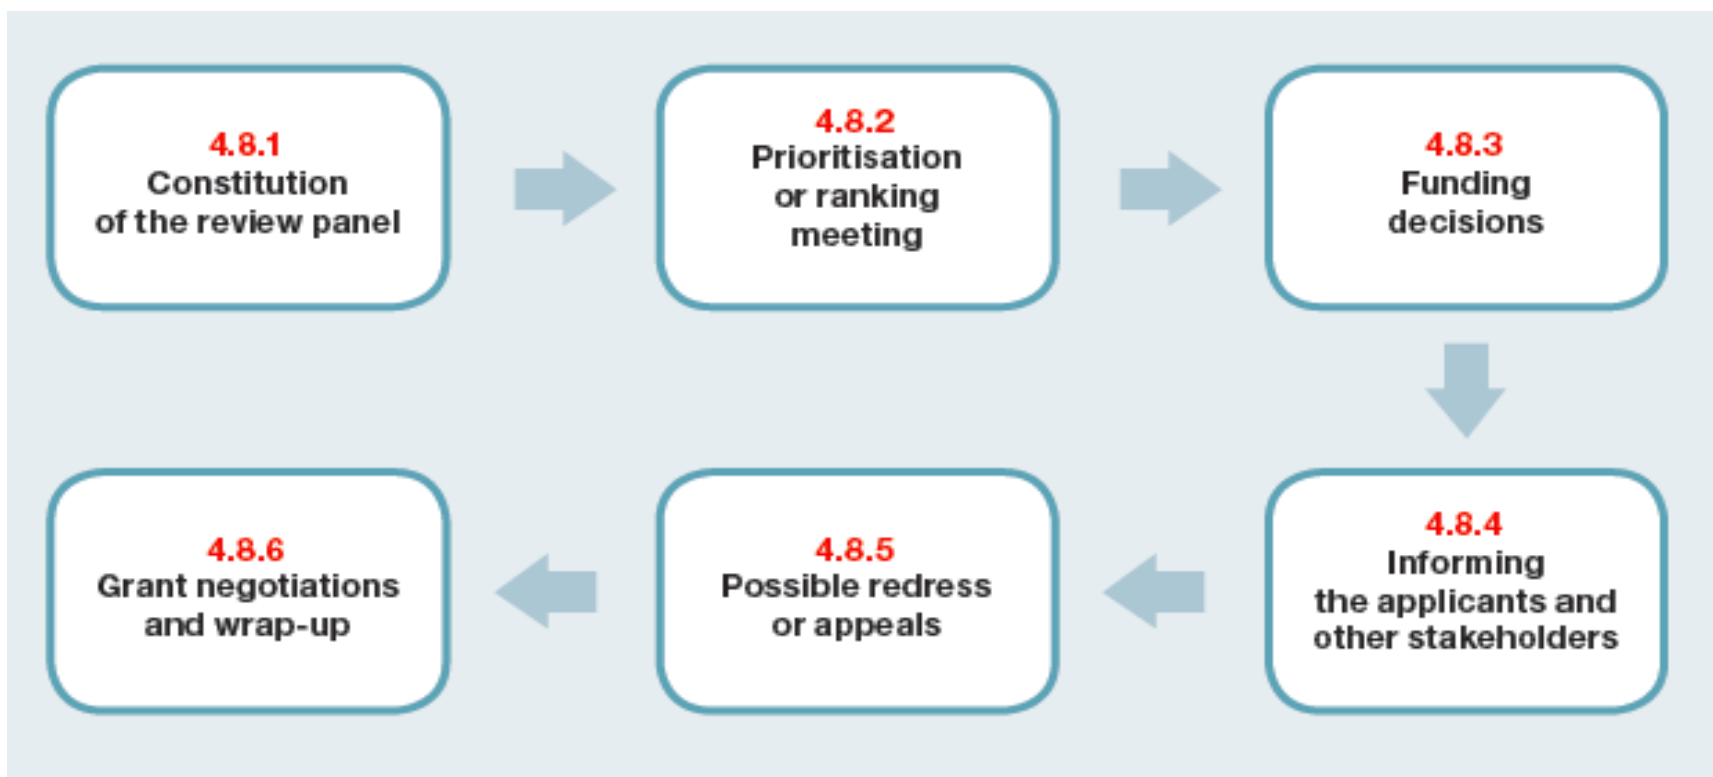 4.8.1
Constitution
of the review panel
4.8.2
Prioritisation
or ranking
meeting
4.8.3
Funding
decisions
4.8.4
Informing
the applicants and
other stakeholders
4.8.5
Possible redress
or appeals
4.8.6
Grant negotiations
and wrap-up